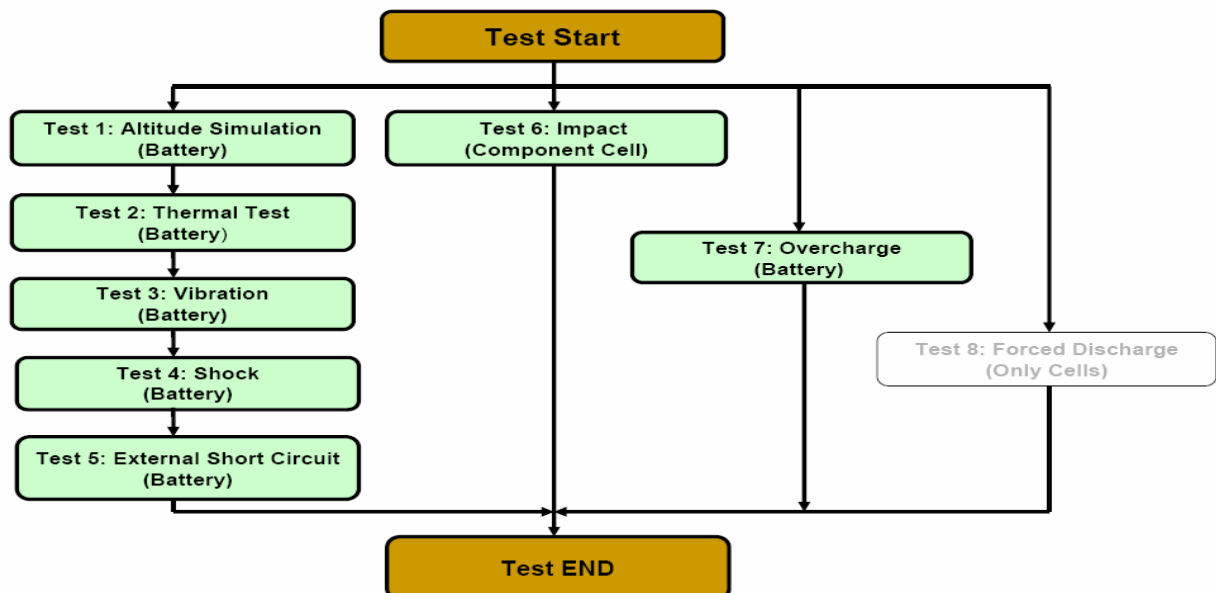 Test Start
Test 1: Altitude Simulation
(Battery)
Test 2: Thermal Test
(Battery)
Test 3: Vibration
(Battery)
Test 4: Shock
(Battery)
Test 5: External Short Circuit
(Battery)
Test 6: Impact
(Component Cell)
Test 7: Overcharge
(Battery)
Test 8: Forced Discharge
(Only Cells)
Test END